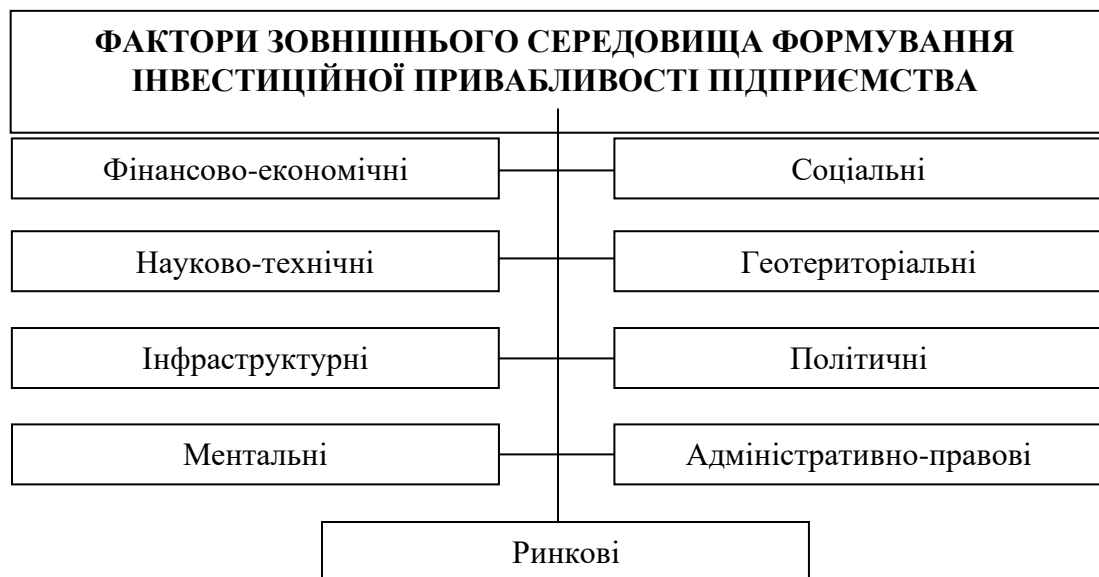 ФАКТОРИ ЗОВНІШНЬОГО СЕРЕДОВИЩА ФОРМУВАННЯ
ІНВЕСТИЦІЙНОЇ ПРИВАБЛИВОСТІ ПІДПРИЄМСТВА
Фінансово-економічні
Соціальні
Науково-технічні
Геотериторіальні
Інфраструктурні
Політичні
Ментальні
Адміністративно-правові
Ринкові